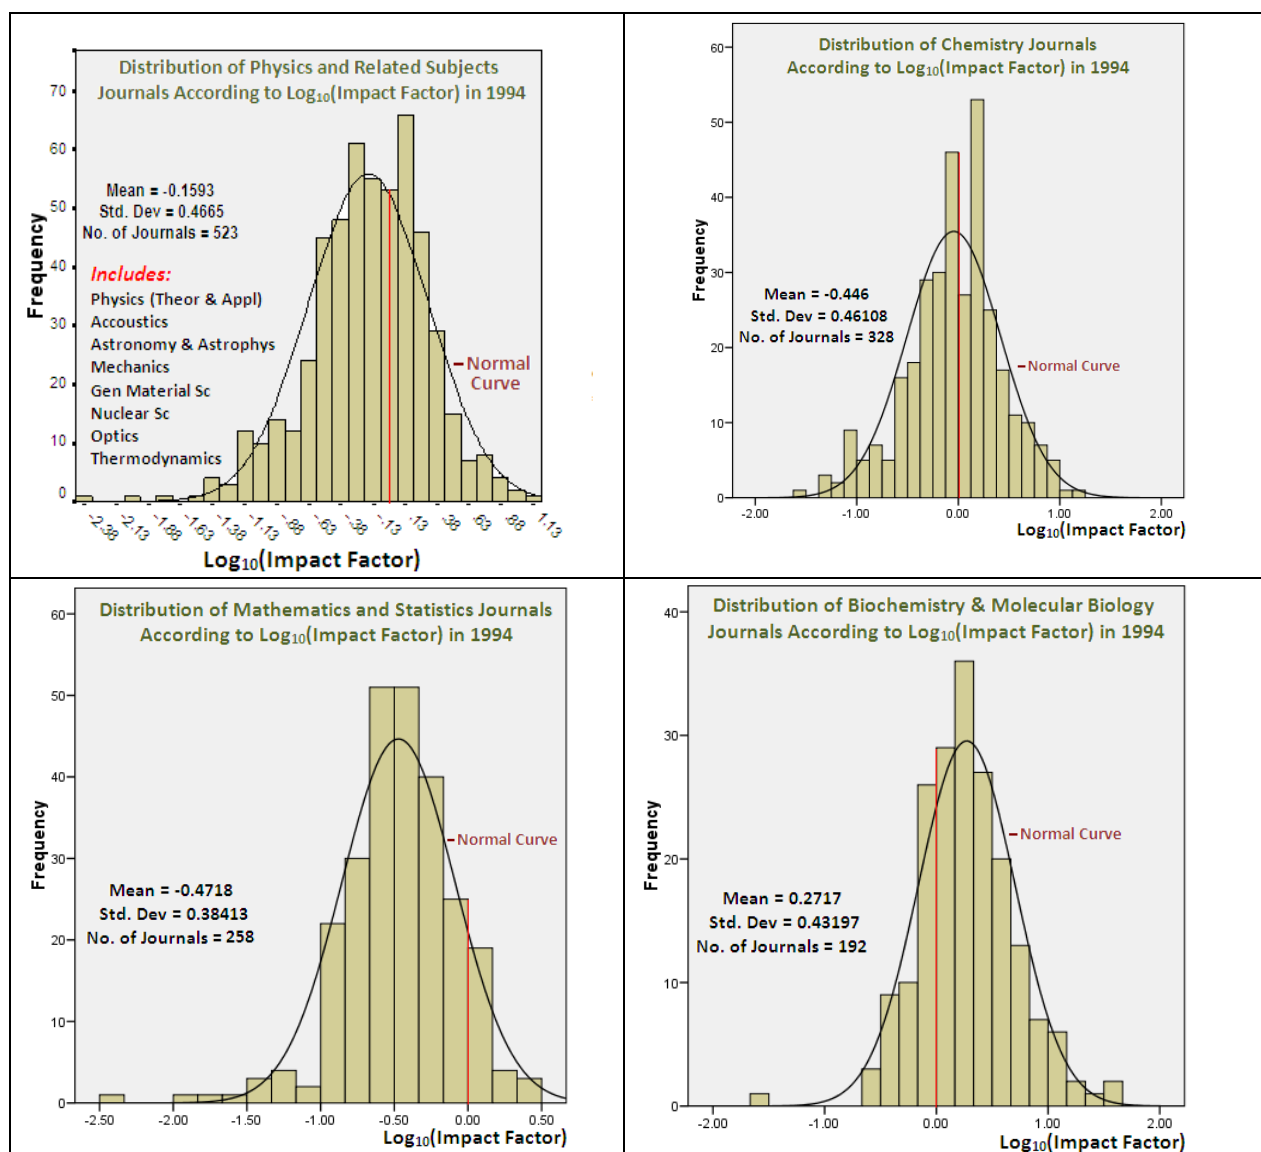 Distribution of Physics and Related Subjects
Journals According to Log₁₀(Impact Factor) in 1994
70
60
50
40
30
20
10
0
Frequency
Mean = -0.1593
Std. Dev = 0.4665
No. of Journals = 523
Includes:
Physics (Theor & Appl)
Accoustics
Astronomy & Astrophys
Mechanics
Gen Material Sc
Nuclear Sc
Optics
Thermodynamics
Normal
Curve
-2.38 -2.13 -1.88 -1.63 -1.38 -1.13 -.88 -.63 -.38 -.13 .13 .38 .63 .88 1.13
Log₁₀(Impact Factor)
Distribution of Chemistry Journals
According to Log₁₀(Impact Factor) in 1994
60
50
40
30
20
10
0
Frequency
Mean = -0.446
Std. Dev = 0.46108
No. of Journals = 328
Normal Curve
-2.00 -1.00 0.00 1.00 2.00
Log₁₀(Impact Factor)
Distribution of Mathematics and Statistics Journals
According to Log₁₀(Impact Factor) in 1994
60
50
40
30
20
10
0
Frequency
Mean = -0.4718
Std. Dev = 0.38413
No. of Journals = 258
Normal Curve
-2.50 -2.00 -1.50 -1.00 -0.50 0.00 0.50
Log₁₀(Impact Factor)
Distribution of Biochemistry & Molecular Biology
Journals According to Log₁₀(Impact Factor) in 1994
40
30
20
10
0
Frequency
Mean = 0.2717
Std. Dev = 0.43197
No. of Journals = 192
Normal Curve
-2.00 -1.00 0.00 1.00 2.00
Log₁₀(Impact Factor)